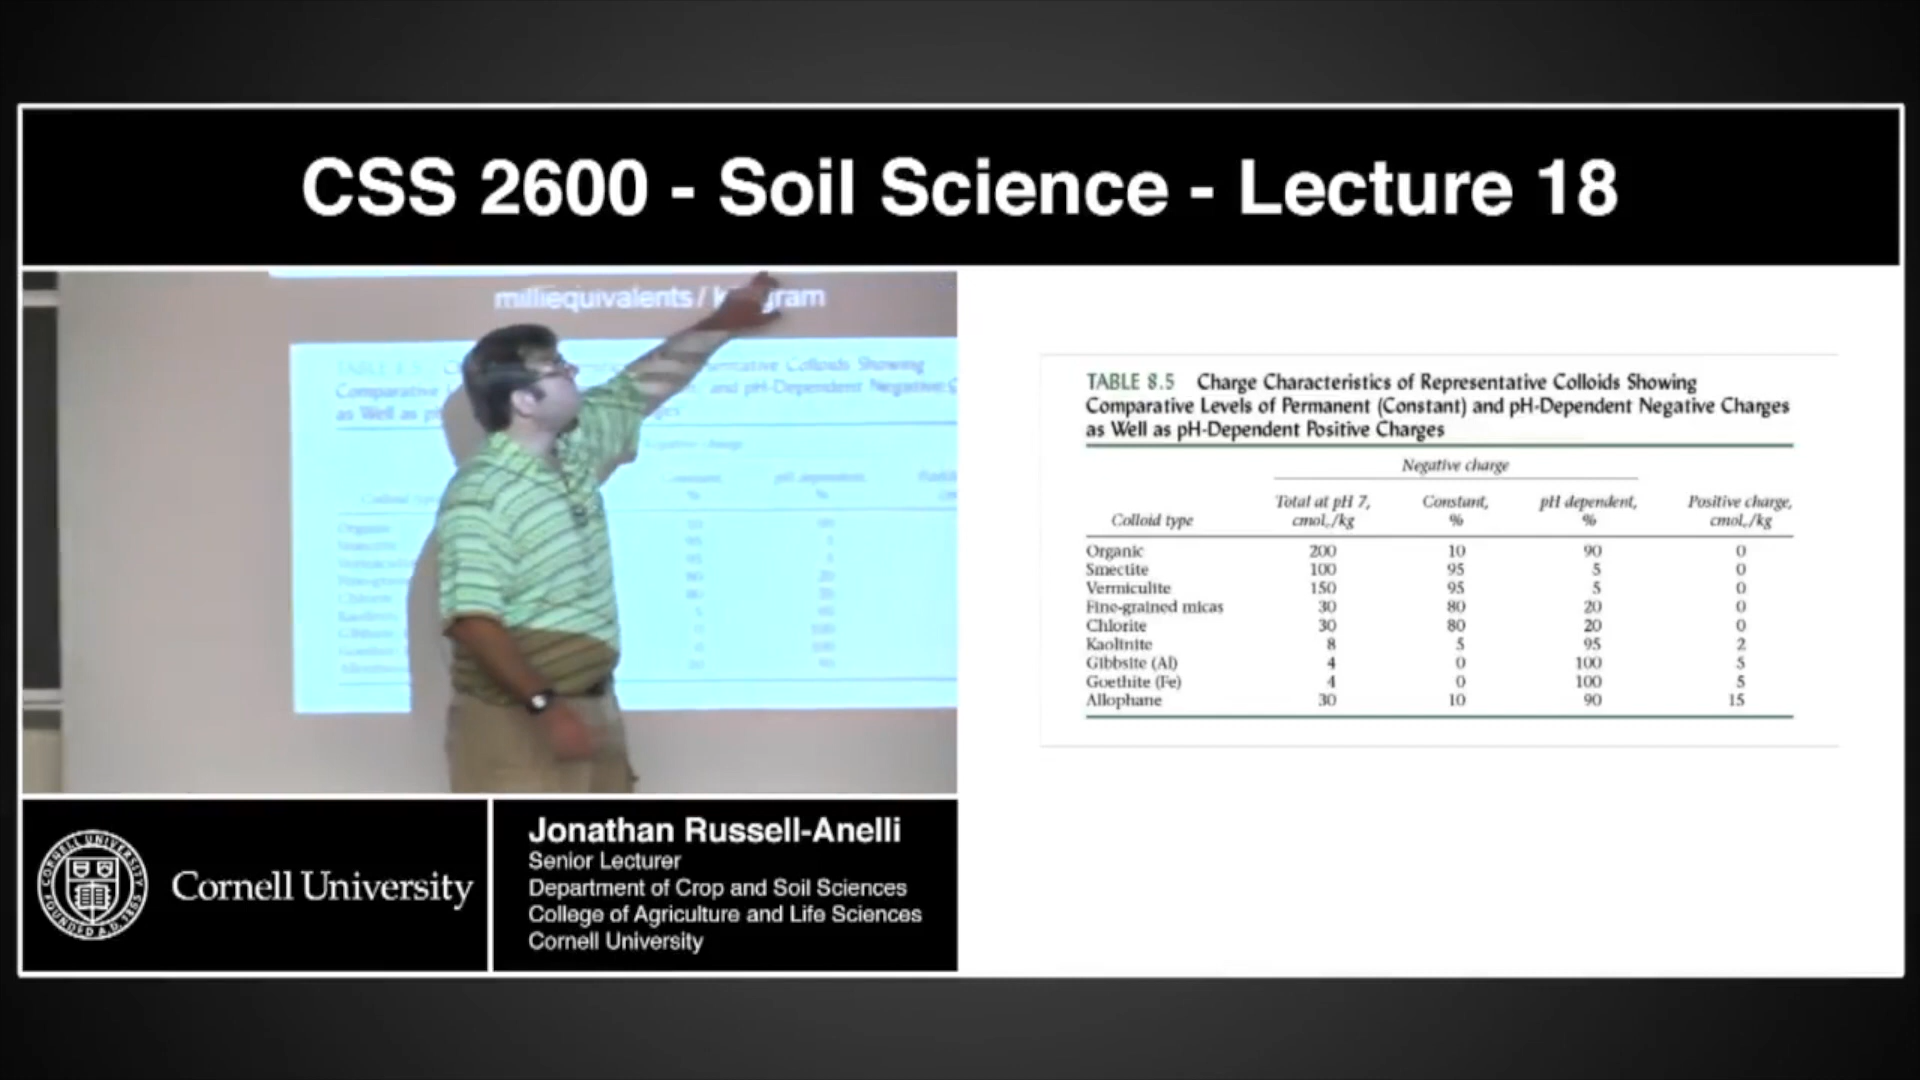 CSS 2600 - Soil Science - Lecture 18
milliequivalents /
TABLE 8.5 Charge Characteristics of Representative Colloids Showing
Comparative Levels of Permanent (Constant) and pH-Dependent Negative Charges
as Well as pH-Dependent Positive Charges
Negative charge
Total at pH 7, Constant, pH dependent, Positive charge,
Colloid type cmolc/kg % % cmolc/kg
Organic 200 10 90 0
Smectite 100 95 5 0
Vermiculite 150 95 5 0
Fine-grained micas 30 80 20 0
Chlorite 30 80 20 0
Kaolinite 8 5 95 2
Gibbsite (Al) 4 0 100 5
Goethite (Fe) 4 0 100 5
Allophane 30 10 90 15
CORNELL UNIVERSITY
FOUNDED A.D. 1865
Cornell University
Jonathan Russell-Anelli
Senior Lecturer
Department of Crop and Soil Sciences
College of Agriculture and Life Sciences
Cornell University